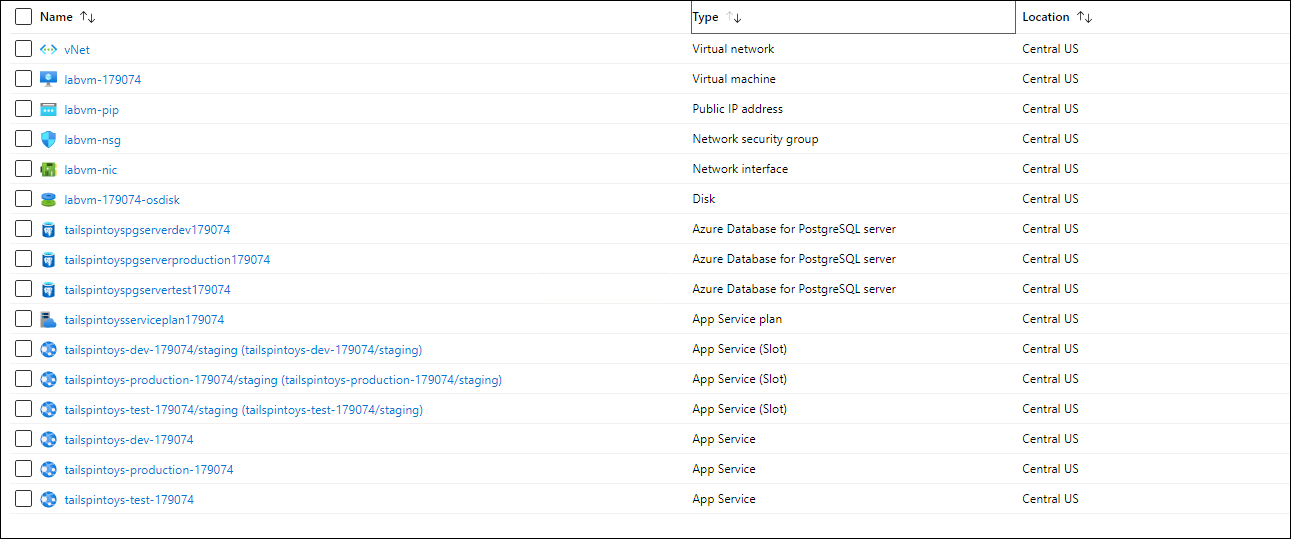 Name Type Location
vNet Virtual network Central US
labvm-179074 Virtual machine Central US
labvm-pip Public IP address Central US
labvm-nsg Network security group Central US
labvm-nic Network interface Central US
labvm-179074-osdisk Disk Central US
tailspintoyspgserverdev179074 Azure Database for PostgreSQL server Central US
tailspintoyspgserverproduction179074 Azure Database for PostgreSQL server Central US
tailspintoyspgservertest179074 Azure Database for PostgreSQL server Central US
tailspintoysserviceplan179074 App Service plan Central US
tailspintoys-dev-179074/staging (tailspintoys-dev-179074/staging) App Service (Slot) Central US
tailspintoys-production-179074/staging (tailspintoys-production-179074/staging) App Service (Slot) Central US
tailspintoys-test-179074/staging (tailspintoys-test-179074/staging) App Service (Slot) Central US
tailspintoys-dev-179074 App Service Central US
tailspintoys-production-179074 App Service Central US
tailspintoys-test-179074 App Service Central US